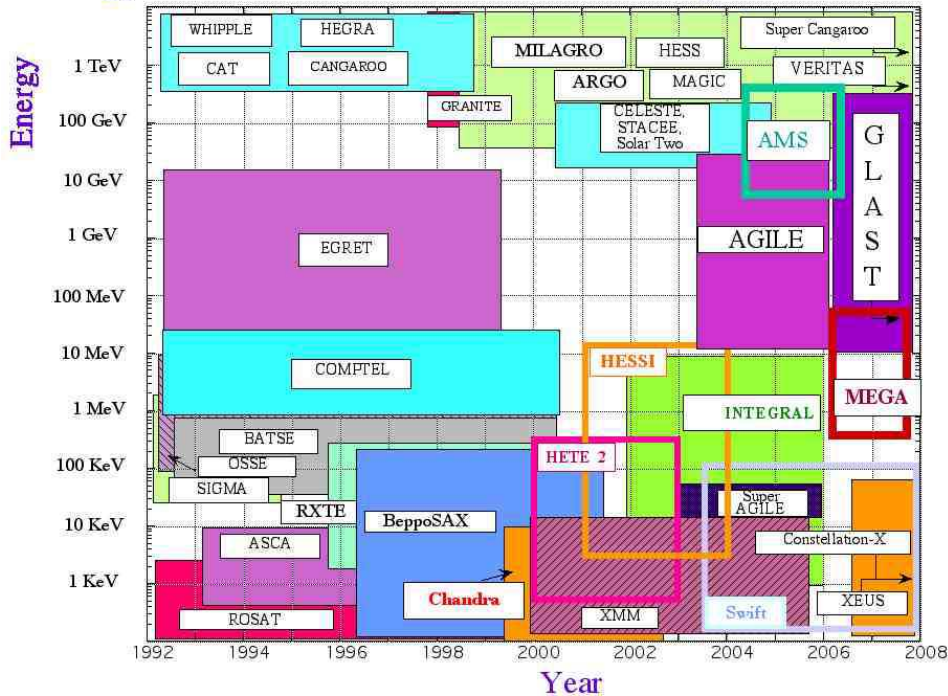 Energy
1 TeV
100 GeV
10 GeV
1 GeV
100 MeV
10 MeV
1 MeV
100 KeV
10 KeV
1 KeV
WHIPPLE
HEGRA
CAT
CANGAROO
GRANITE
MILAGRO
HESS
Super Cangaroo
ARGO
MAGIC
VERITAS
CELESTE,
STACEE,
Solar Two
AMS
GLAST
EGRET
AGILE
COMPTEL
HESSI
MEGA
INTEGRAL
BATSE
OSSE
SIGMA
HETE 2
RXTE
BeppoSAX
Super
AGILE
ASCA
Constellation-X
Chandra
XEUS
ROSAT
XMM
Swift
1992
1994
1996
1998
2000
2002
2004
2006
2008
Year